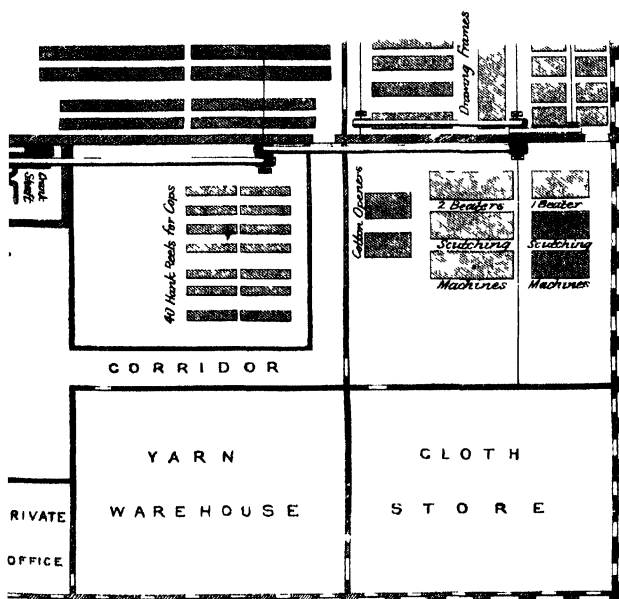 Drawing Frames
Crank
Shaft
40 Hank Reels for Cops
Cotton Openers
2 Beaters
Scutching
Machines
1 Beater
Scutching
Machines
CORRIDOR
YARN
WAREHOUSE
CLOTH
STORE
RIVATE
OFFICE